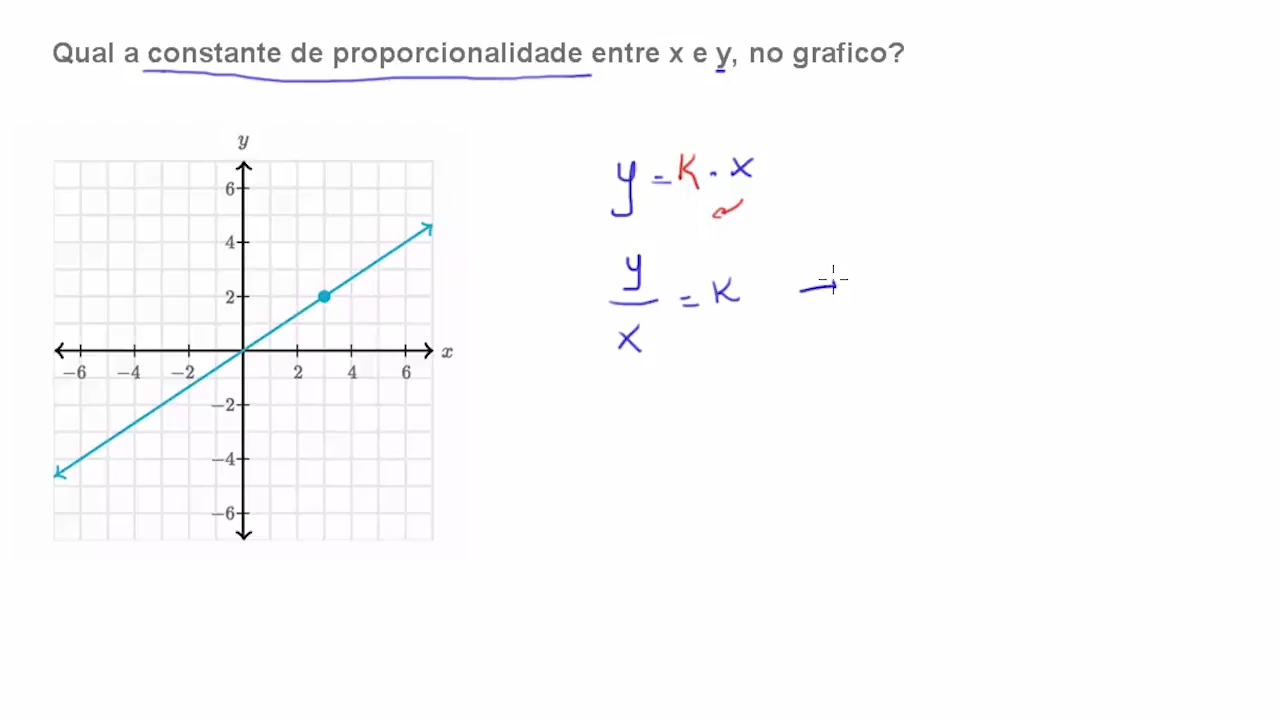 Qual a constante de proporcionalidade entre x e y, no grafico?
y
6
4
2
-6 -4 -2 2 4 6 x
-2
-4
-6
y = K · x
y/x = K →